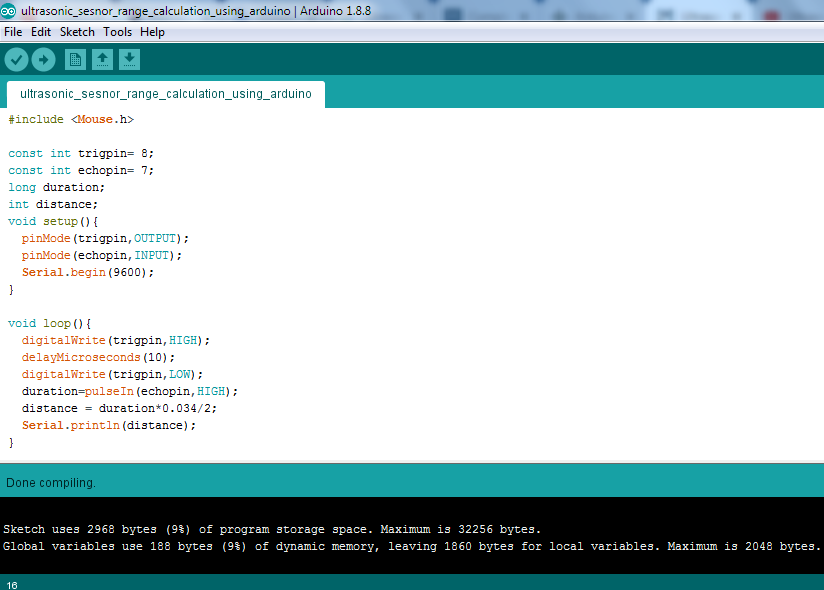 ultrasonic_sesnor_range_calculation_using_arduino | Arduino 1.8.8
File Edit Sketch Tools Help
ultrasonic_sesnor_range_calculation_using_arduino
#include <Mouse.h>
const int trigpin= 8;
const int echopin= 7;
long duration;
int distance;
void setup(){
pinMode(trigpin,OUTPUT);
pinMode(echopin,INPUT);
Serial.begin(9600);
}
void loop(){
digitalWrite(trigpin,HIGH);
delayMicroseconds(10);
digitalWrite(trigpin,LOW);
duration=pulseIn(echopin,HIGH);
distance = duration*0.034/2;
Serial.println(distance);
}
Done compiling.
Sketch uses 2968 bytes (9%) of program storage space. Maximum is 32256 bytes.
Global variables use 188 bytes (9%) of dynamic memory, leaving 1860 bytes for local variables. Maximum is 2048 bytes.
16